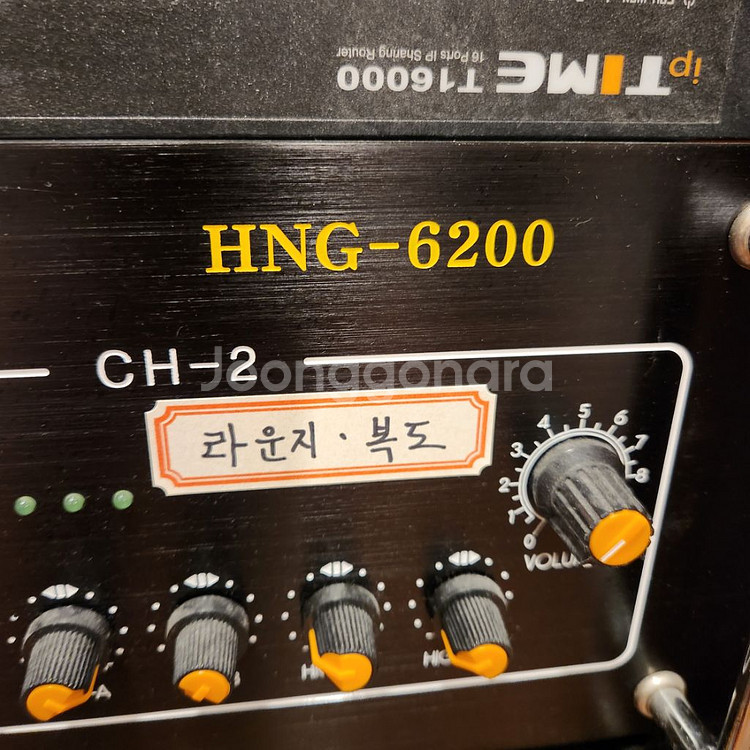 ipTIME T16000
16 Ports IP Sharing Router
HNG-6200
CH-2
Joonggonara
라운지 · 복도
0 1 2 3 4 5 6 7 8